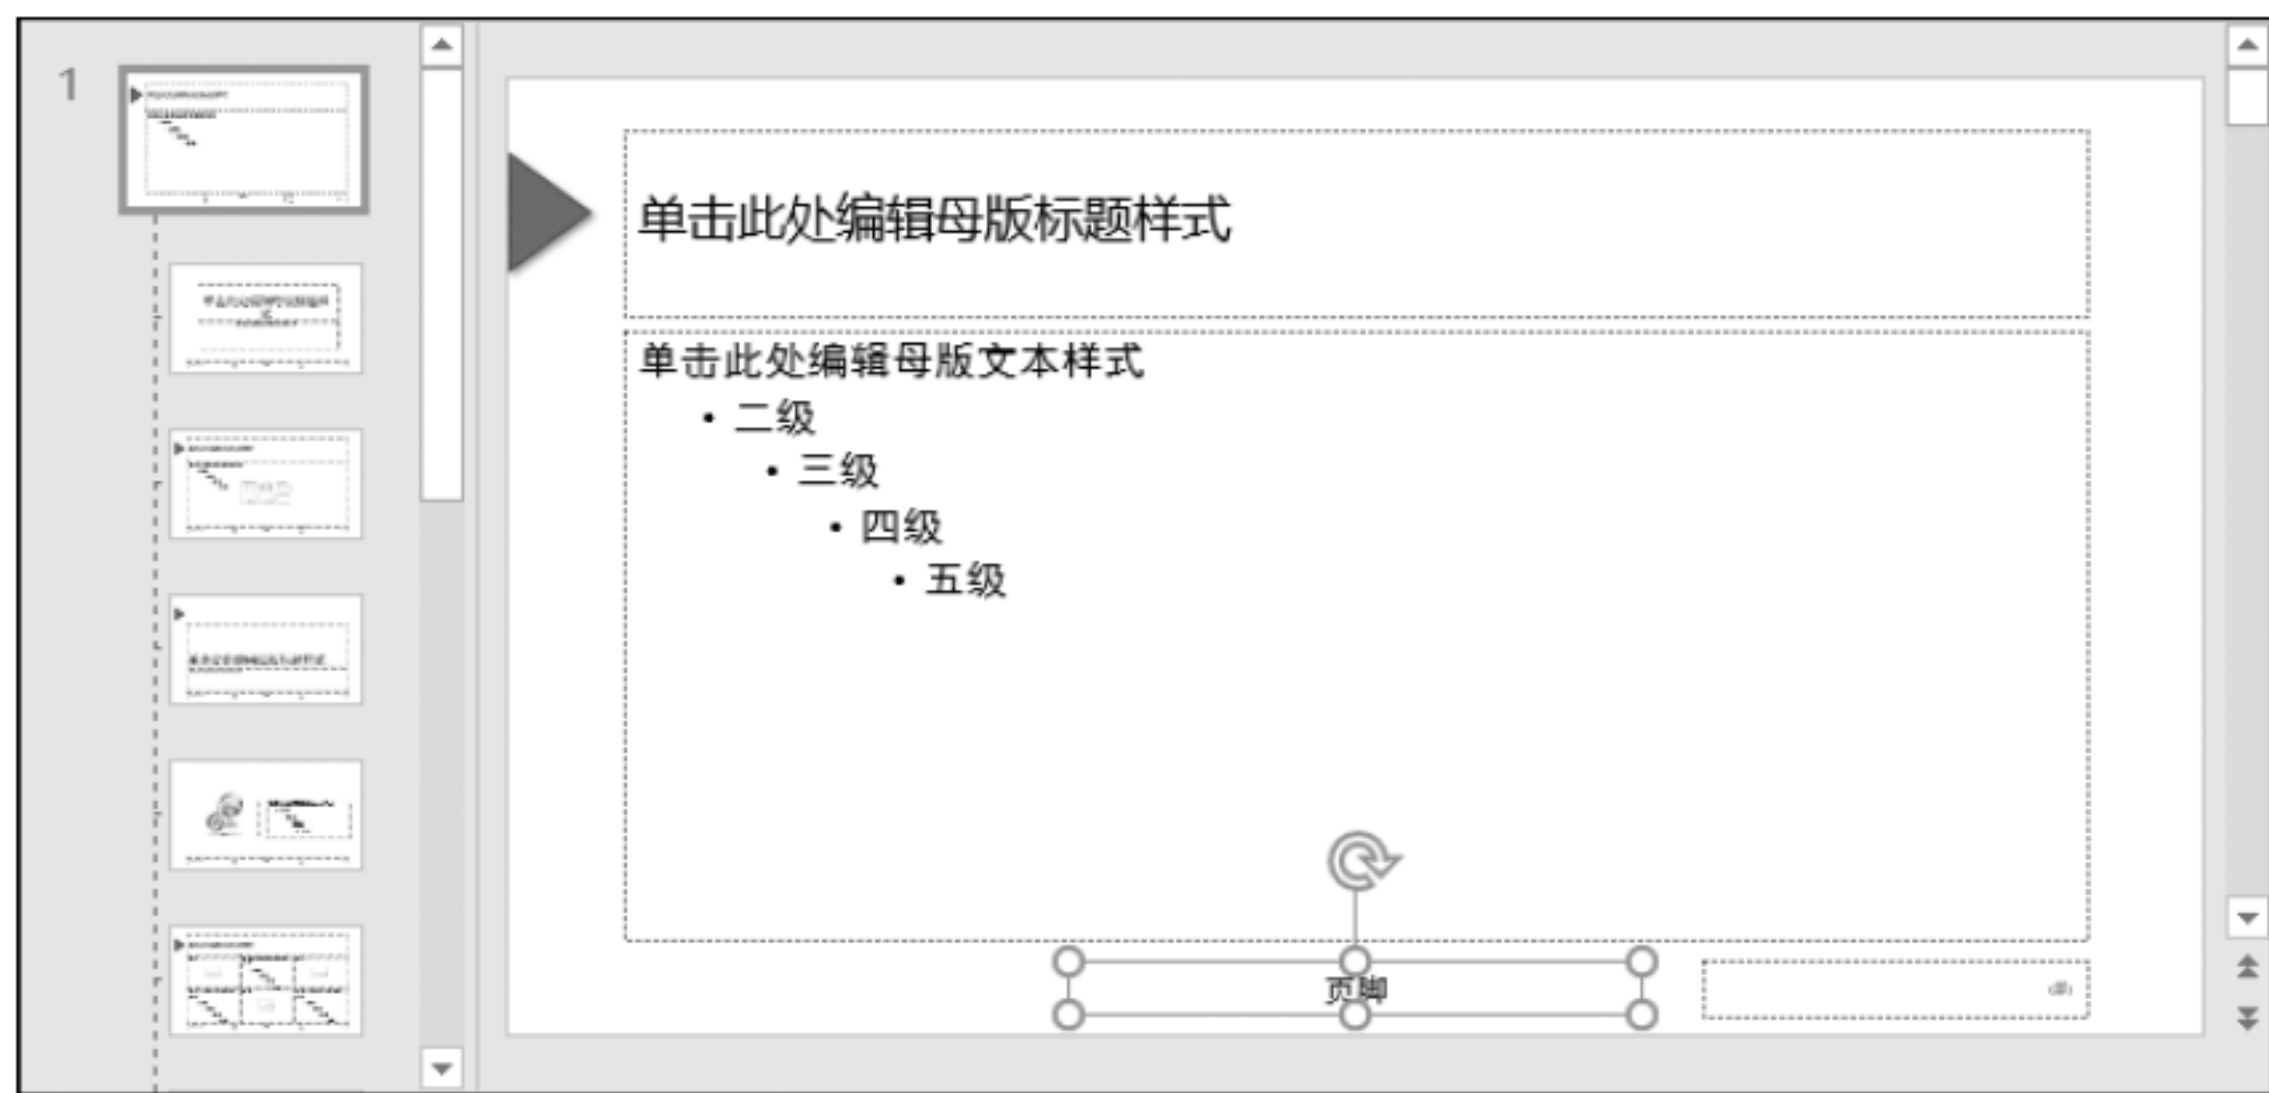 1
单击此处编辑母版标题样式
单击此处编辑母版文本样式
• 二级
• 三级
• 四级
• 五级
页脚
‹#›